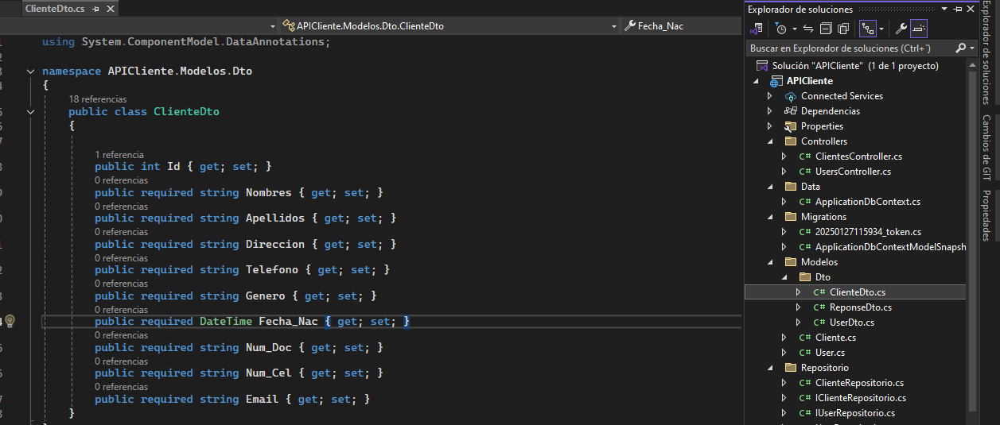 ClienteDto.cs
APICliente.Modelos.Dto.ClienteDto
Fecha_Nac
using System.ComponentModel.DataAnnotations;
namespace APICliente.Modelos.Dto
{
18 referencias
public class ClienteDto
{
1 referencia
public int Id { get; set; }
0 referencias
public required string Nombres { get; set; }
0 referencias
public required string Apellidos { get; set; }
0 referencias
public required string Direccion { get; set; }
0 referencias
public required string Telefono { get; set; }
0 referencias
public required string Genero { get; set; }
0 referencias
public required DateTime Fecha_Nac { get; set; }
0 referencias
public required string Num_Doc { get; set; }
0 referencias
public required string Num_Cel { get; set; }
0 referencias
public required string Email { get; set; }
}
Explorador de soluciones
Buscar en Explorador de soluciones (Ctrl+`)
Solución "APICliente" (1 de 1 proyecto)
APICliente
Connected Services
Dependencias
Properties
Controllers
C# ClientesController.cs
C# UsersController.cs
Data
C# ApplicationDbContext.cs
Migrations
C# 20250127115934_token.cs
C# ApplicationDbContextModelSnapsh
Modelos
Dto
C# ClienteDto.cs
C# ReponseDto.cs
C# UserDto.cs
C# Cliente.cs
C# User.cs
Repositorio
C# ClienteRepositorio.cs
C# IClienteRepositorio.cs
C# IUserRepositorio.cs
Explorador de soluciones
Cambios de GIT
Propiedades